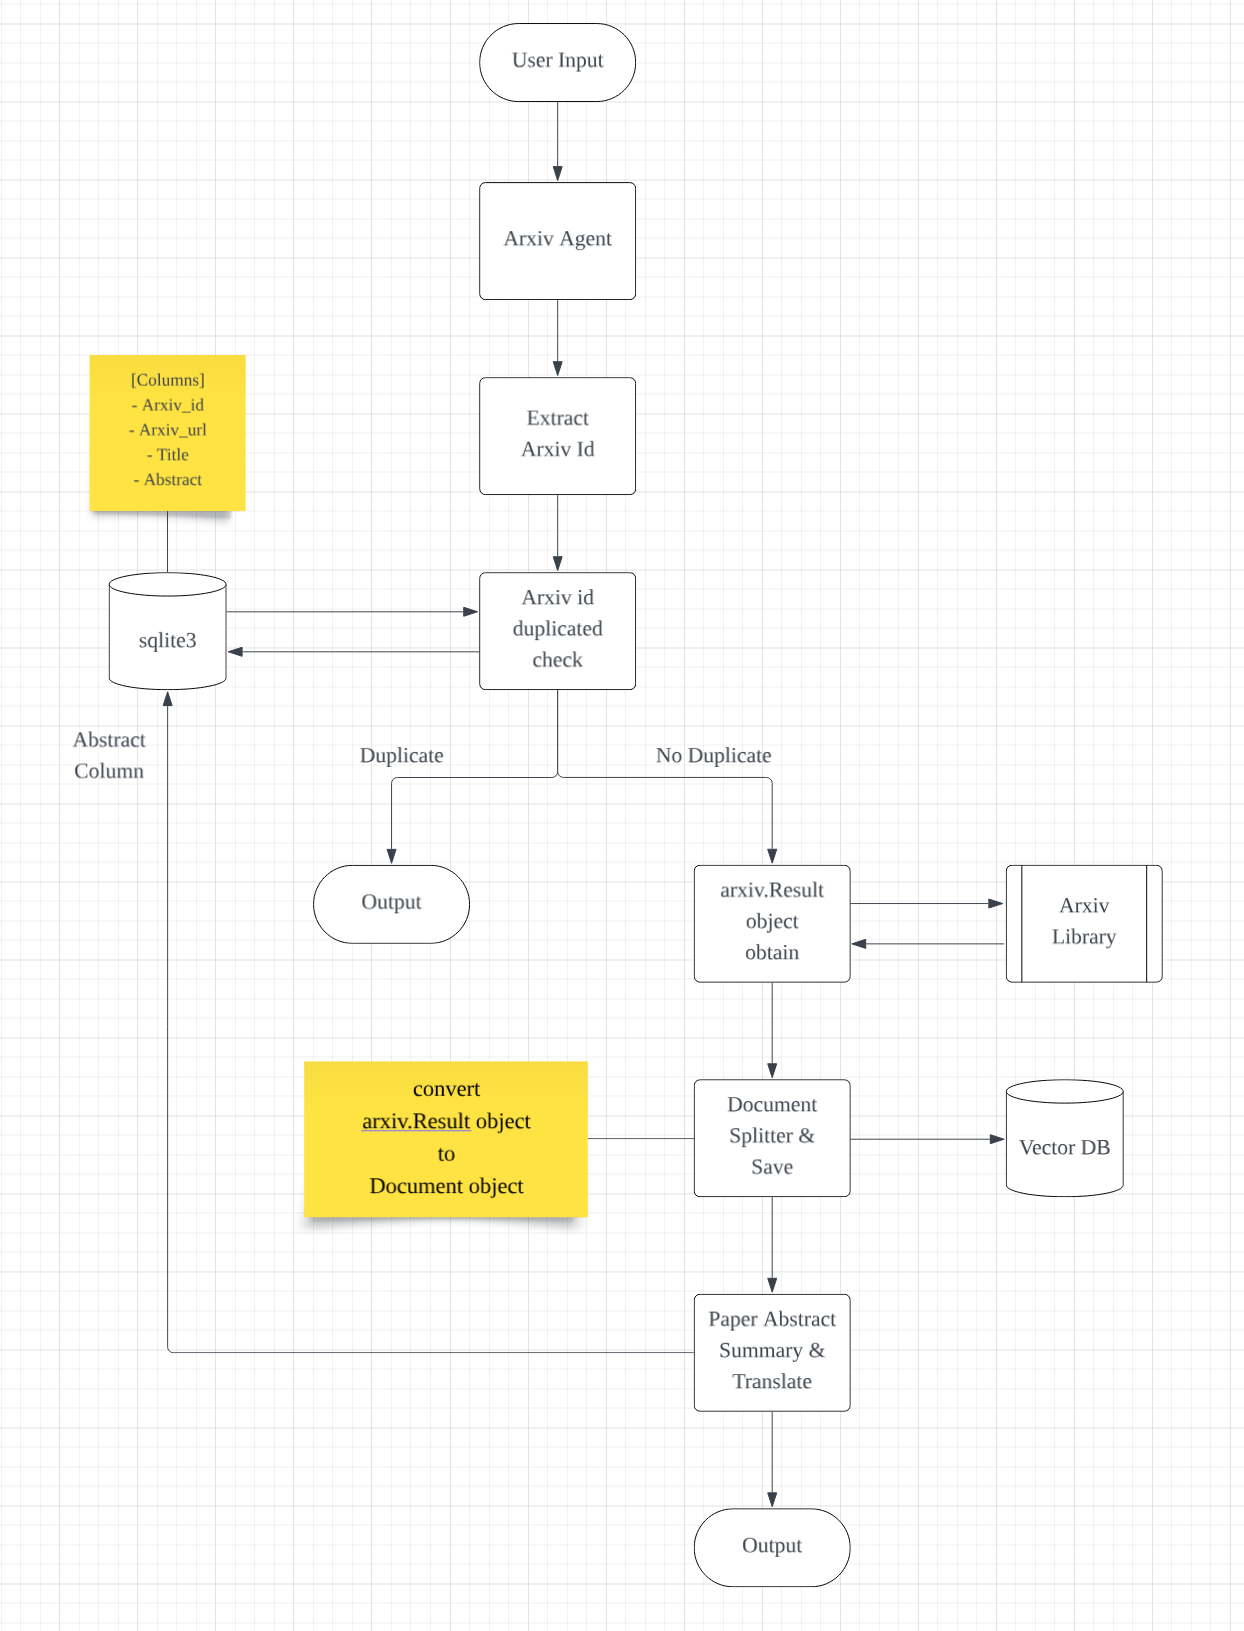 User Input
Arxiv Agent
[Columns]
- Arxiv_id
- Arxiv_url
- Title
- Abstract
Extract
Arxiv Id
sqlite3
Arxiv id
duplicated
check
Abstract
Column
Duplicate
No Duplicate
Output
arxiv.Result
object
obtain
Arxiv
Library
convert
arxiv.Result object
to
Document object
Document
Splitter &
Save
Vector DB
Paper Abstract
Summary &
Translate
Output